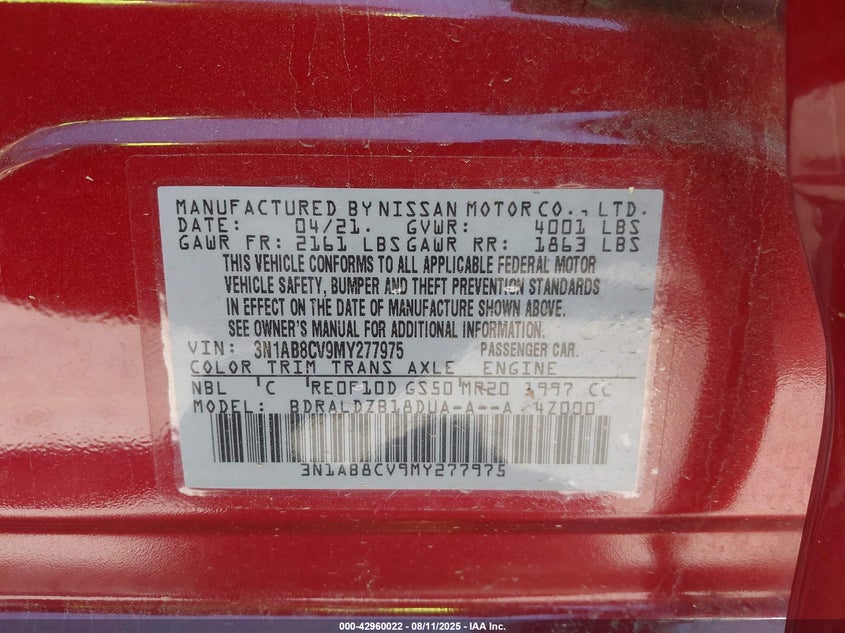 MANUFACTURED BY NISSAN MOTOR CO., LTD.
DATE: 04/21. GVWR: 4001 LBS
GAWR FR: 2161 LBS GAWR RR: 1863 LBS
THIS VEHICLE CONFORMS TO ALL APPLICABLE FEDERAL MOTOR
VEHICLE SAFETY, BUMPER AND THEFT PREVENTION STANDARDS
IN EFFECT ON THE DATE OF MANUFACTURE SHOWN ABOVE.
SEE OWNER'S MANUAL FOR ADDITIONAL INFORMATION.
VIN: 3N1AB8CV9MY277975 PASSENGER CAR.
COLOR TRIM TRANS AXLE ENGINE
NBL C RE0F10D GS50 MR20 1997 CC
MODEL: BDRALDZB18DUA-A--A 4Z000
3N1AB8CV9MY277975
000-42960022 - 08/11/2025 - IAA Inc.